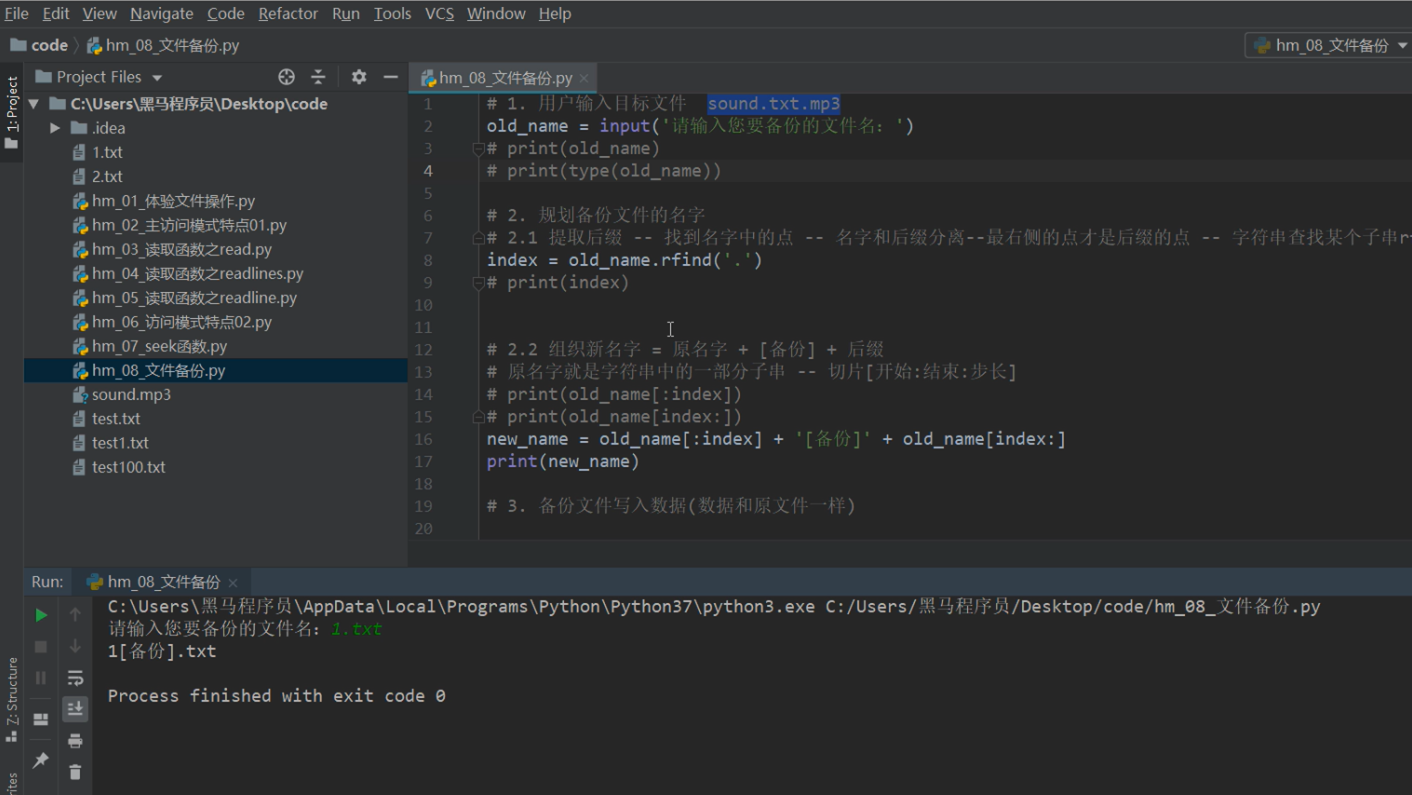 File Edit View Navigate Code Refactor Run Tools VCS Window Help
code hm_08_文件备份.py
hm_08_文件备份
1: Project
Project Files
C:\Users\黑马程序员\Desktop\code
.idea
1.txt
2.txt
hm_01_体验文件操作.py
hm_02_主访问模式特点01.py
hm_03_读取函数之read.py
hm_04_读取函数之readlines.py
hm_05_读取函数之readline.py
hm_06_访问模式特点02.py
hm_07_seek函数.py
hm_08_文件备份.py
sound.mp3
test.txt
test1.txt
test100.txt
hm_08_文件备份.py
1 # 1. 用户输入目标文件 sound.txt.mp3
2 old_name = input('请输入您要备份的文件名：')
3 # print(old_name)
4 # print(type(old_name))
5
6 # 2. 规划备份文件的名字
7 # 2.1 提取后缀 -- 找到名字中的点 -- 名字和后缀分离--最右侧的点才是后缀的点 -- 字符串查找某个子串r
8 index = old_name.rfind('.')
9 # print(index)
10
11
12 # 2.2 组织新名字 = 原名字 + [备份] + 后缀
13 # 原名字就是字符串中的一部分子串 -- 切片[开始:结束:步长]
14 # print(old_name[:index])
15 # print(old_name[index:])
16 new_name = old_name[:index] + '[备份]' + old_name[index:]
17 print(new_name)
18
19 # 3. 备份文件写入数据(数据和原文件一样)
20
Run: hm_08_文件备份
C:\Users\黑马程序员\AppData\Local\Programs\Python\Python37\python3.exe C:/Users/黑马程序员/Desktop/code/hm_08_文件备份.py
请输入您要备份的文件名：1.txt
1[备份].txt
Process finished with exit code 0
Z: Structure